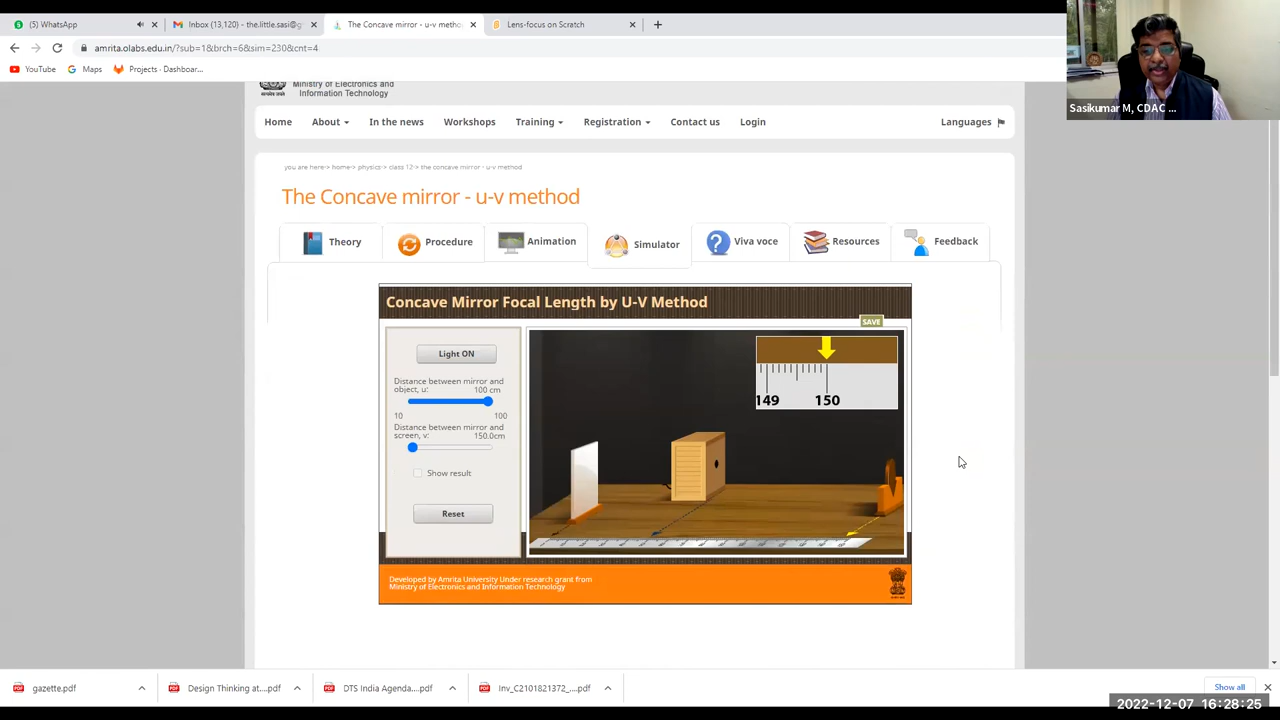 (5) WhatsApp
Inbox (13,120) - the.little.sasi@g
The Concave mirror - u-v metho
Lens-focus on Scratch
amrita.olabs.edu.in/?sub=1&brch=6&sim=230&cnt=4
YouTube
Maps
Projects - Dashboar...
Sasikumar M, CDAC ...
Ministry of Electronics and
Information Technology
Home
About
In the news
Workshops
Training
Registration
Contact us
Login
Languages
you are here-> home-> physics-> class 12-> the concave mirror - u-v method
The Concave mirror - u-v method
Theory
Procedure
Animation
Simulator
Viva voce
Resources
Feedback
Concave Mirror Focal Length by U-V Method
SAVE
Light ON
Distance between mirror and
object, u: 100 cm
10 100
Distance between mirror and
screen, v: 150.0cm
Show result
Reset
149 150
Developed by Amrita University Under research grant from
Ministry of Electronics and Information Technology
gazette.pdf
Design Thinking at....pdf
DTS India Agenda....pdf
Inv_C2101821372_....pdf
Show all
2022-12-07 16:28:25